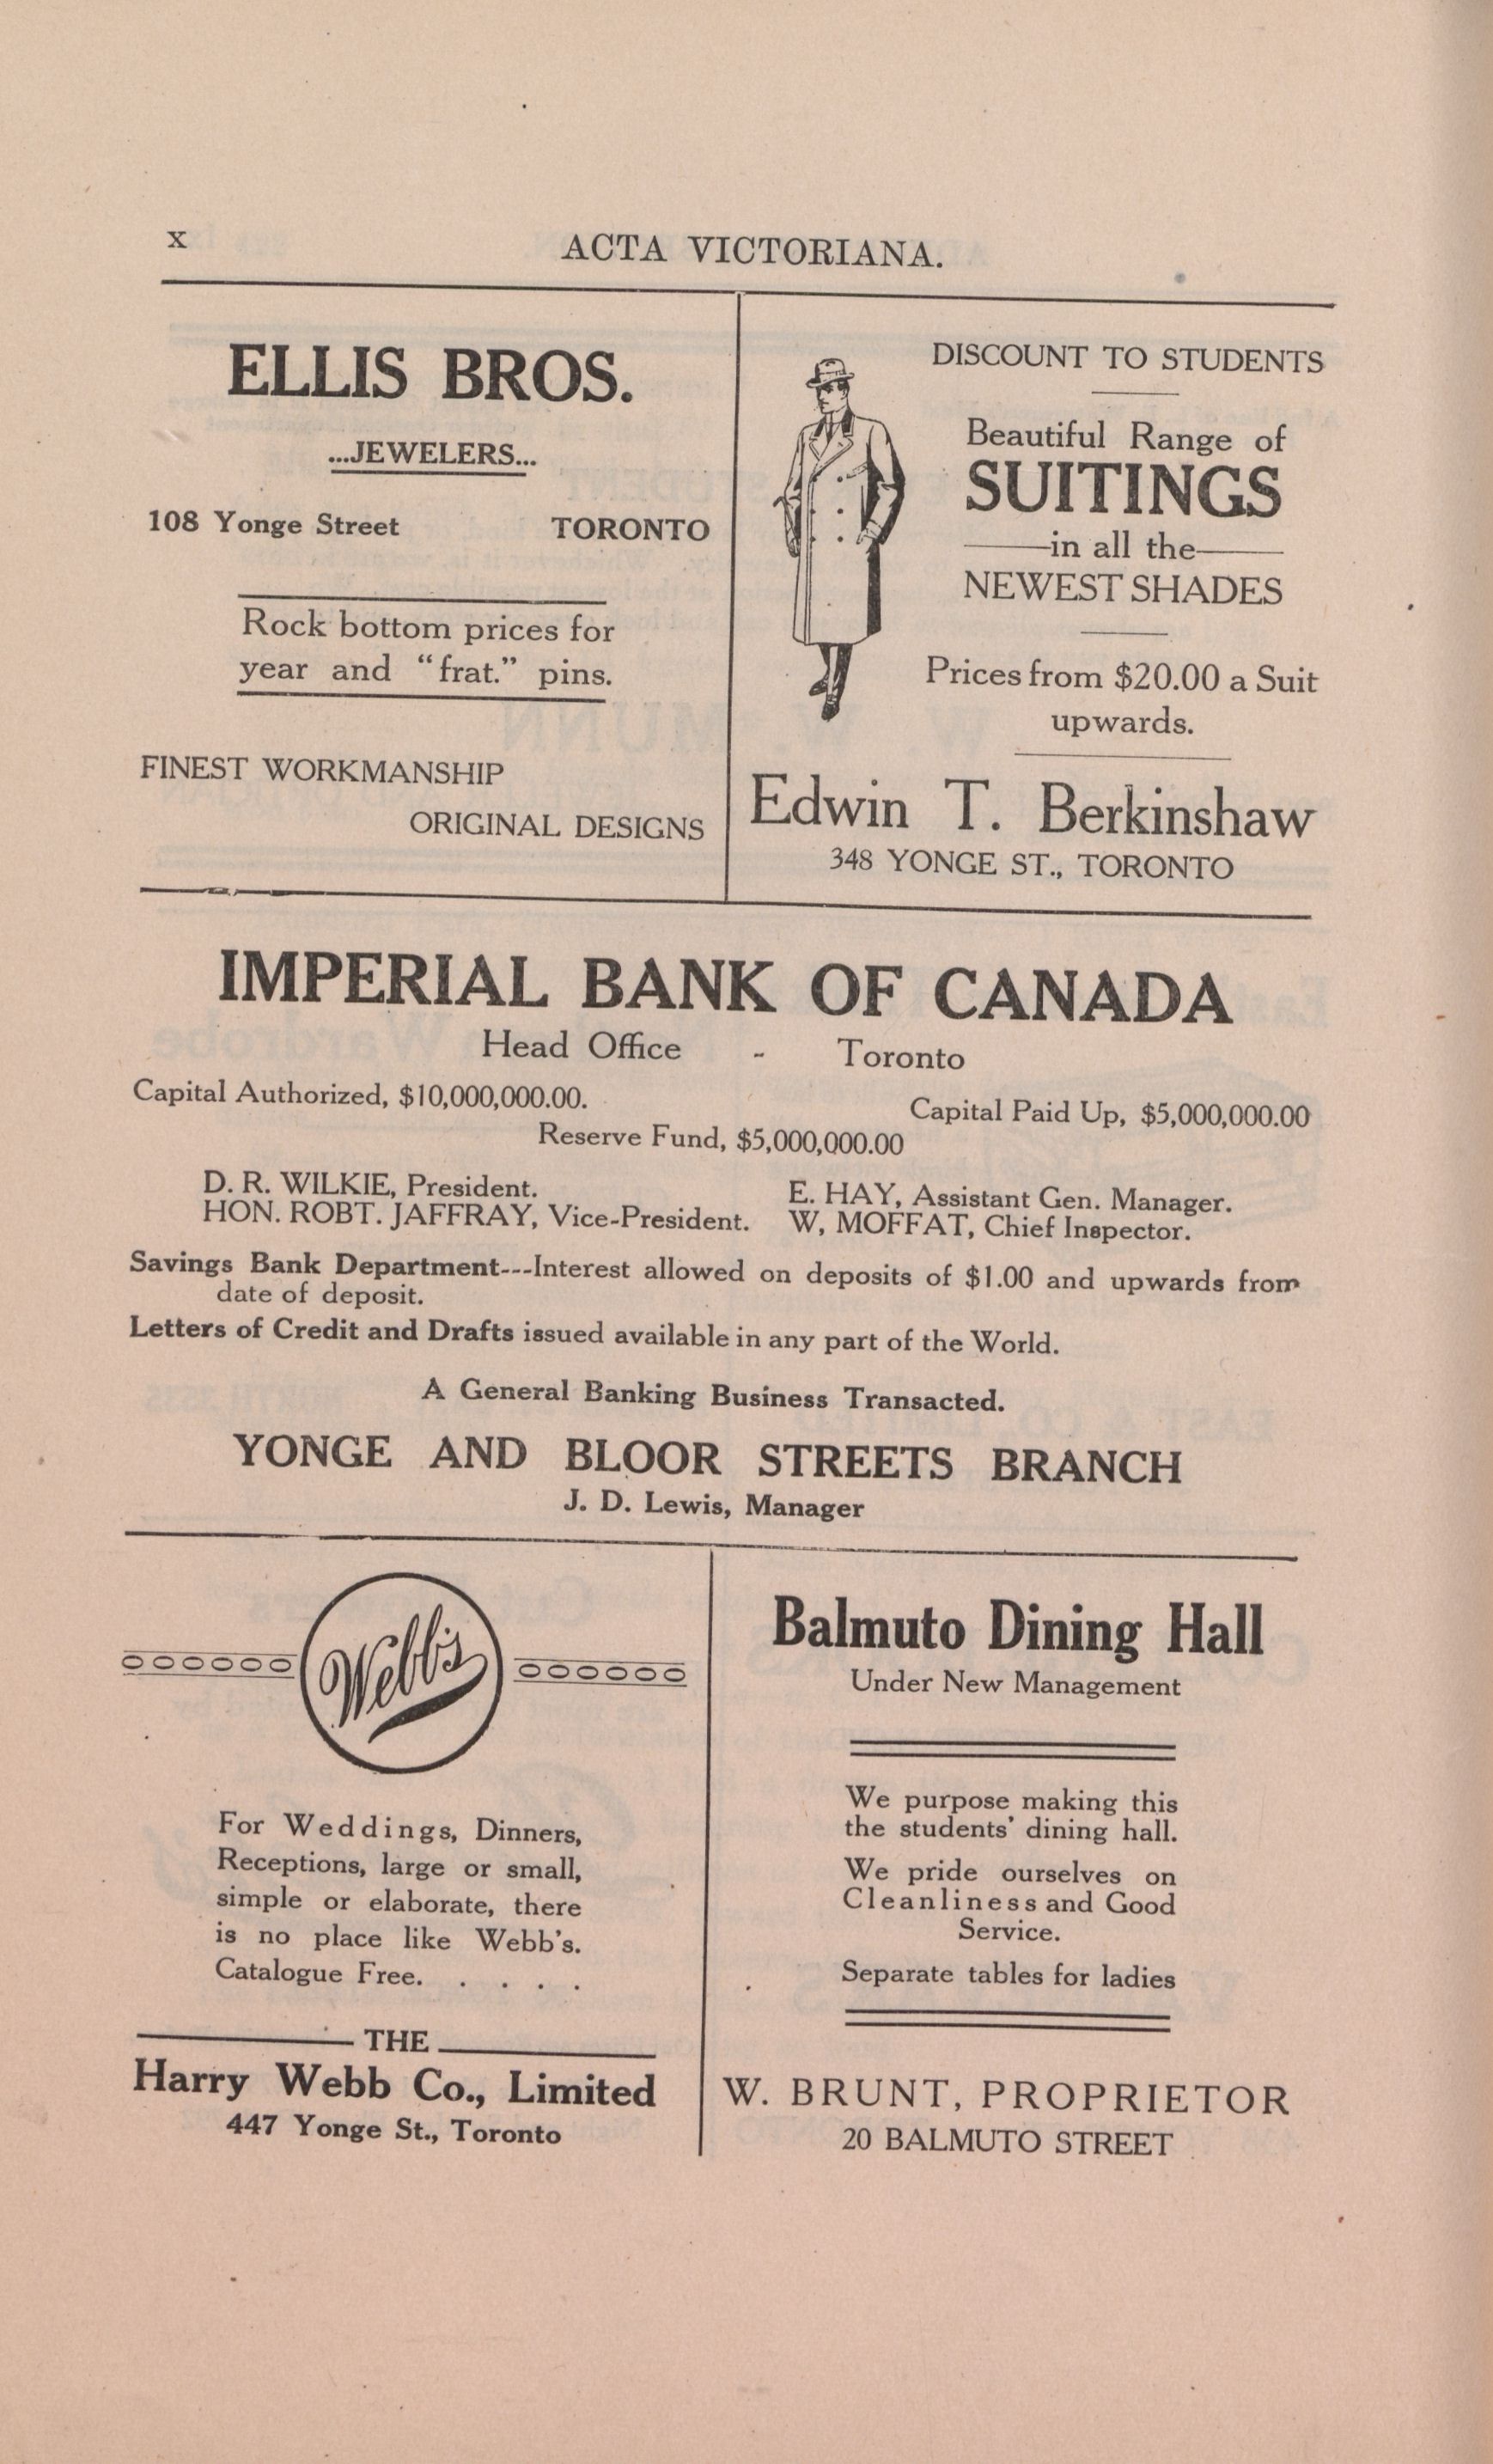 x
ACTA VICTORIANA.
ELLIS BROS.
...JEWELERS...
108 Yonge Street TORONTO
Rock bottom prices for
year and "frat." pins.
FINEST WORKMANSHIP
ORIGINAL DESIGNS
DISCOUNT TO STUDENTS
Beautiful Range of
SUITINGS
—in all the—
NEWEST SHADES
Prices from $20.00 a Suit
upwards.
Edwin T. Berkinshaw
348 YONGE ST., TORONTO
IMPERIAL BANK OF CANADA
Head Office - Toronto
Capital Authorized, $10,000,000.00. Capital Paid Up, $5,000,000.00
Reserve Fund, $5,000,000.00
D. R. WILKIE, President. E. HAY, Assistant Gen. Manager.
HON. ROBT. JAFFRAY, Vice-President. W, MOFFAT, Chief Inspector.
Savings Bank Department---Interest allowed on deposits of $1.00 and upwards from
date of deposit.
Letters of Credit and Drafts issued available in any part of the World.
A General Banking Business Transacted.
YONGE AND BLOOR STREETS BRANCH
J. D. Lewis, Manager
Webb's
For Weddings, Dinners,
Receptions, large or small,
simple or elaborate, there
is no place like Webb's.
Catalogue Free. . . . .
THE
Harry Webb Co., Limited
447 Yonge St., Toronto
Balmuto Dining Hall
Under New Management
We purpose making this
the students' dining hall.
We pride ourselves on
Cleanliness and Good
Service.
Separate tables for ladies
W. BRUNT, PROPRIETOR
20 BALMUTO STREET